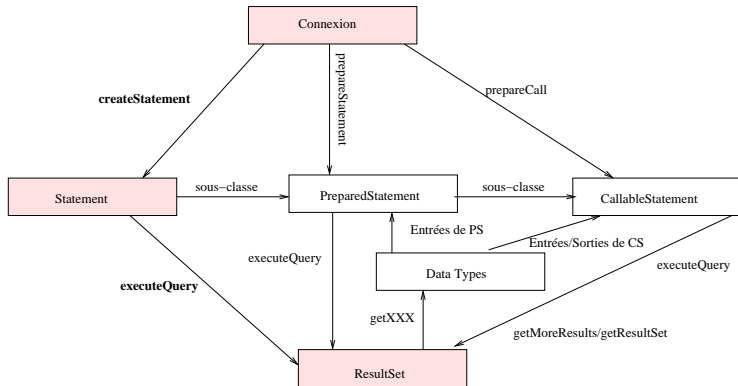 Connexion
createStatement
prepareStatement
prepareCall
Statement
sous-classe
PreparedStatement
sous-classe
CallableStatement
Entrées de PS
Entrées/Sorties de CS
executeQuery
executeQuery
Data Types
executeQuery
getXXX
getMoreResults/getResultSet
ResultSet